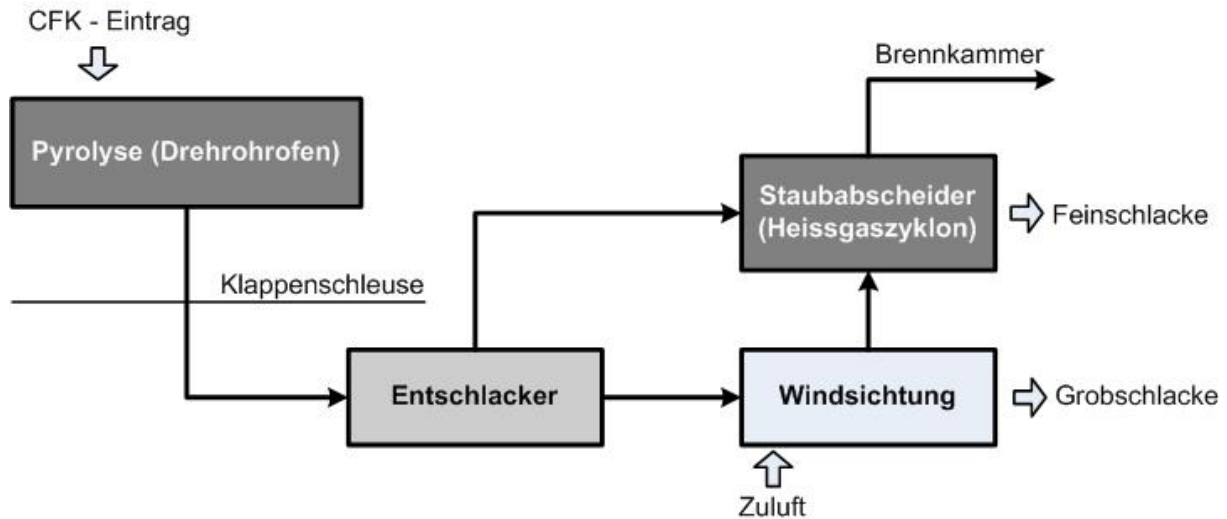 CFK - Eintrag
Brennkammer
Pyrolyse (Drehrohrofen)
Staubabscheider
(Heissgaszyklon)
Feinschlacke
Klappenschleuse
Entschlacker
Windsichtung
Grobschlacke
Zuluft